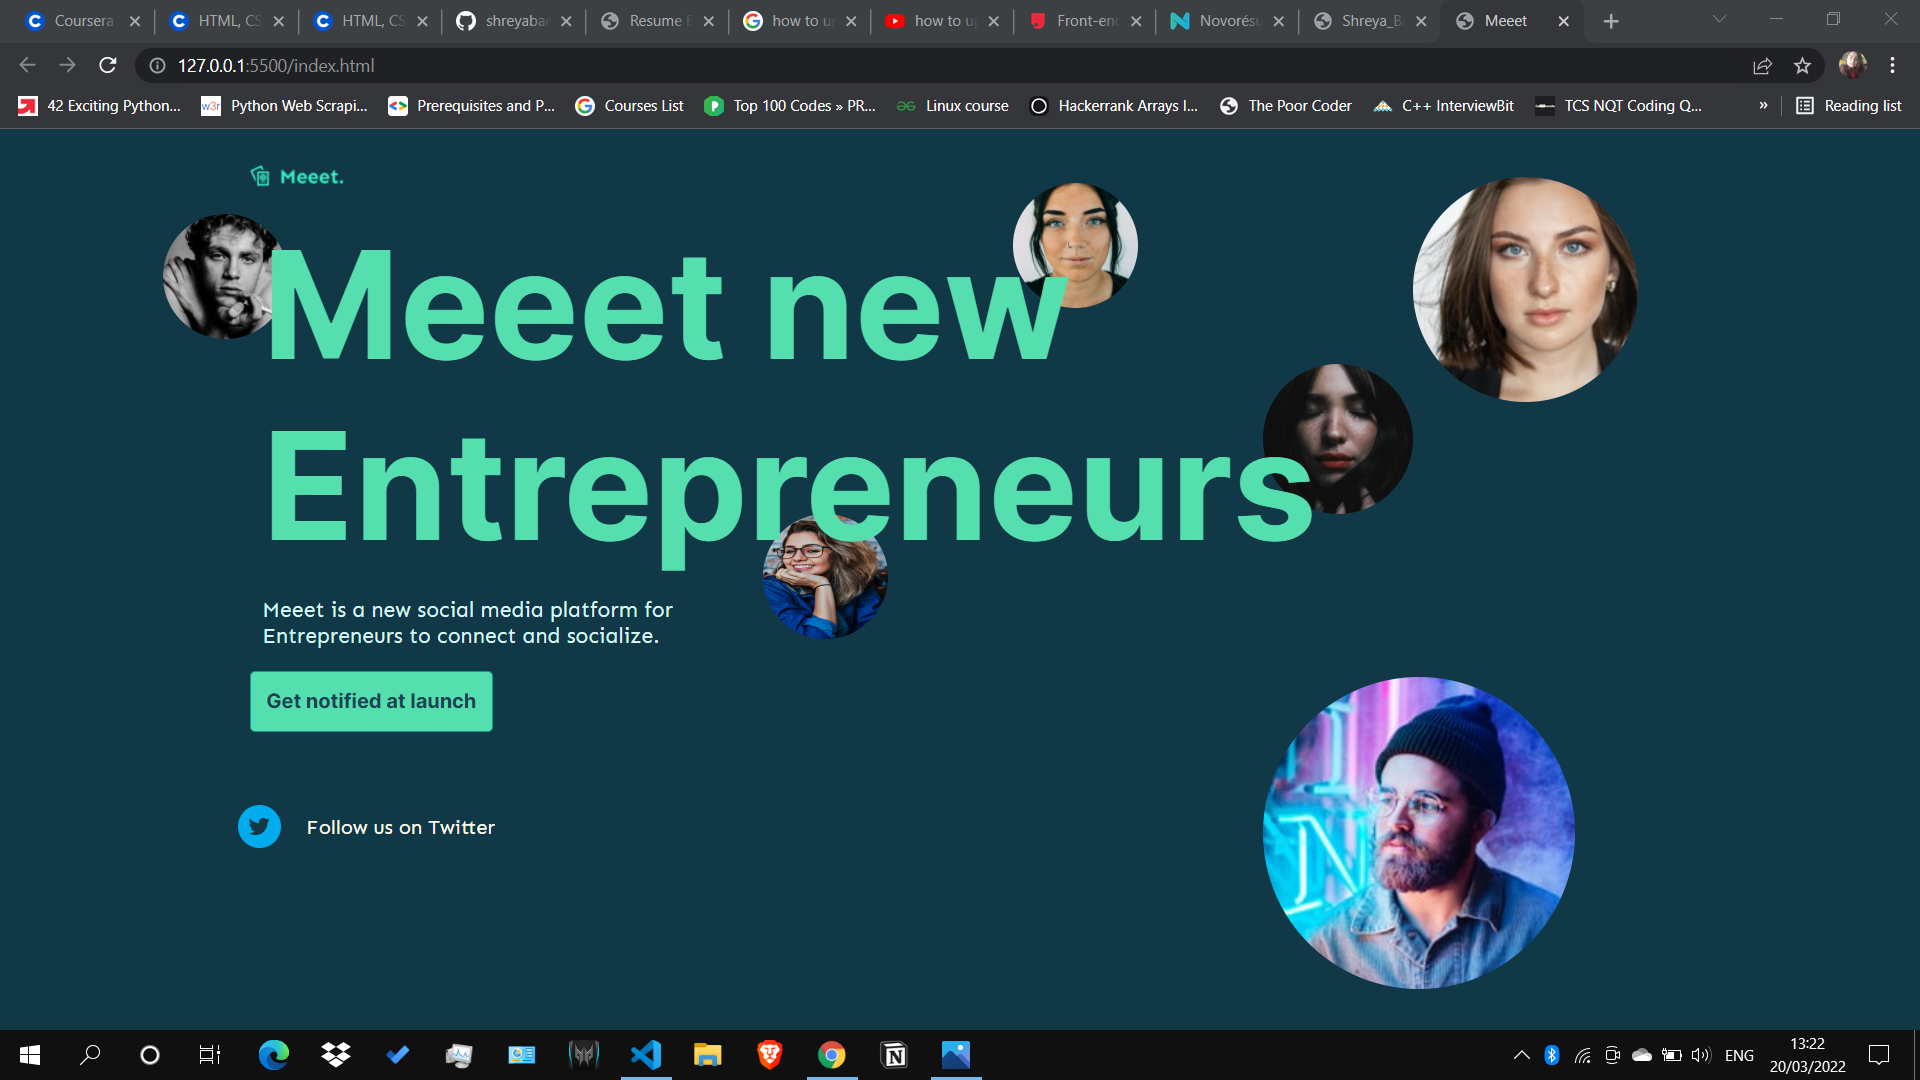 Coursera
HTML, CS
HTML, CS
shreyaba
Resume
how to u
how to u
Front-en
Novorésu
Shreya_B
Meeet
127.0.0.1:5500/index.html
42 Exciting Python...
w3r
Python Web Scrapi...
Prerequisites and P...
Courses List
Top 100 Codes » PR...
Linux course
Hackerrank Arrays I...
The Poor Coder
C++ InterviewBit
TCS NQT Coding Q...
»
Reading list
Meeet.
Meeet new
Entrepreneurs
Meeet is a new social media platform for
Entrepreneurs to connect and socialize.
Get notified at launch
Follow us on Twitter
ENG
13:22
20/03/2022